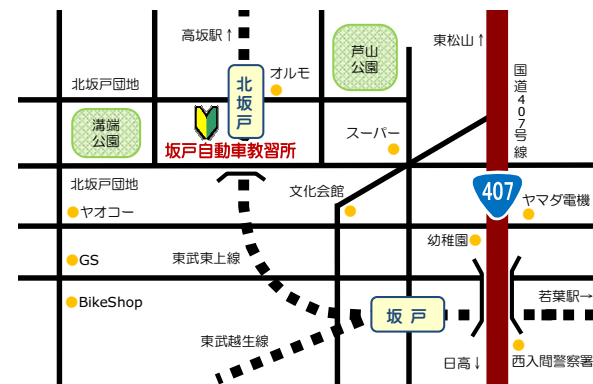 高坂駅↑
東松山↑
芦山
公園
オルモ
国道407号線
北坂戸団地
北坂戸
溝端
公園
スーパー
坂戸自動車教習所
北坂戸団地
文化会館
407
ヤマダ電機
ヤオコー
幼稚園
GS
東武東上線
若葉駅→
BikeShop
坂戸
東武越生線
日高↓
西入間警察署